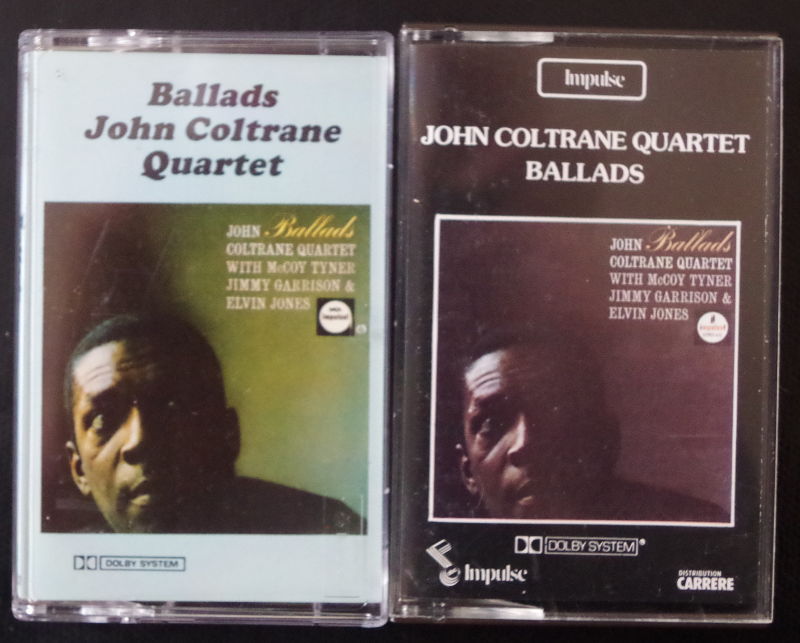 Ballads
John Coltrane
Quartet
JOHN Ballads
COLTRANE QUARTET
WITH McCOY TYNER
JIMMY GARRISON &
ELVIN JONES
impulse!
DOLBY SYSTEM
Impulse
JOHN COLTRANE QUARTET
BALLADS
JOHN Ballads
COLTRANE QUARTET
WITH McCOY TYNER
JIMMY GARRISON &
ELVIN JONES
impulse!
DOLBY SYSTEM®
Impulse
DISTRIBUTION
CARRERE